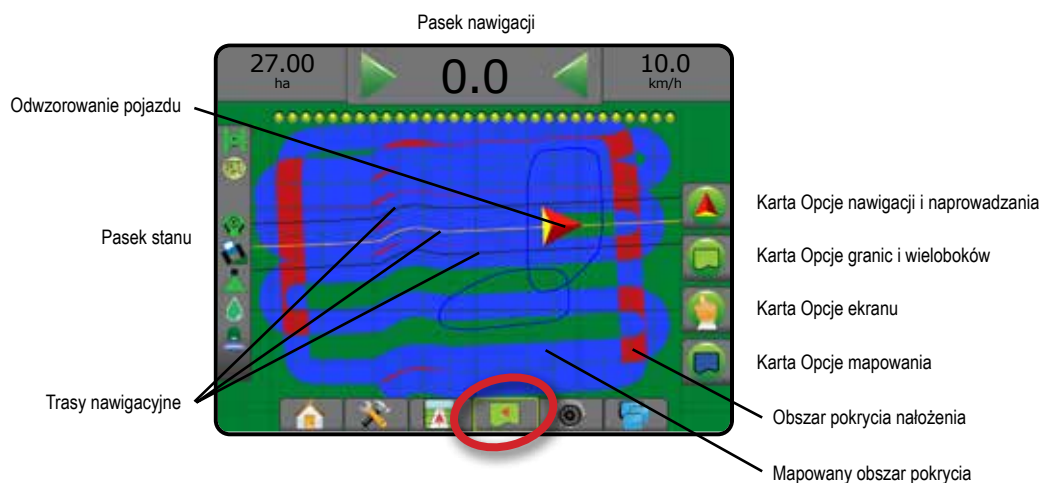 Pasek nawigacji
27.00
ha
0.0
10.0
km/h
Odwzorowanie pojazdu
Pasek stanu
Trasy nawigacyjne
Karta Opcje nawigacji i naprowadzania
Karta Opcje granic i wieloboków
Karta Opcje ekranu
Karta Opcje mapowania
Obszar pokrycia nałożenia
Mapowany obszar pokrycia